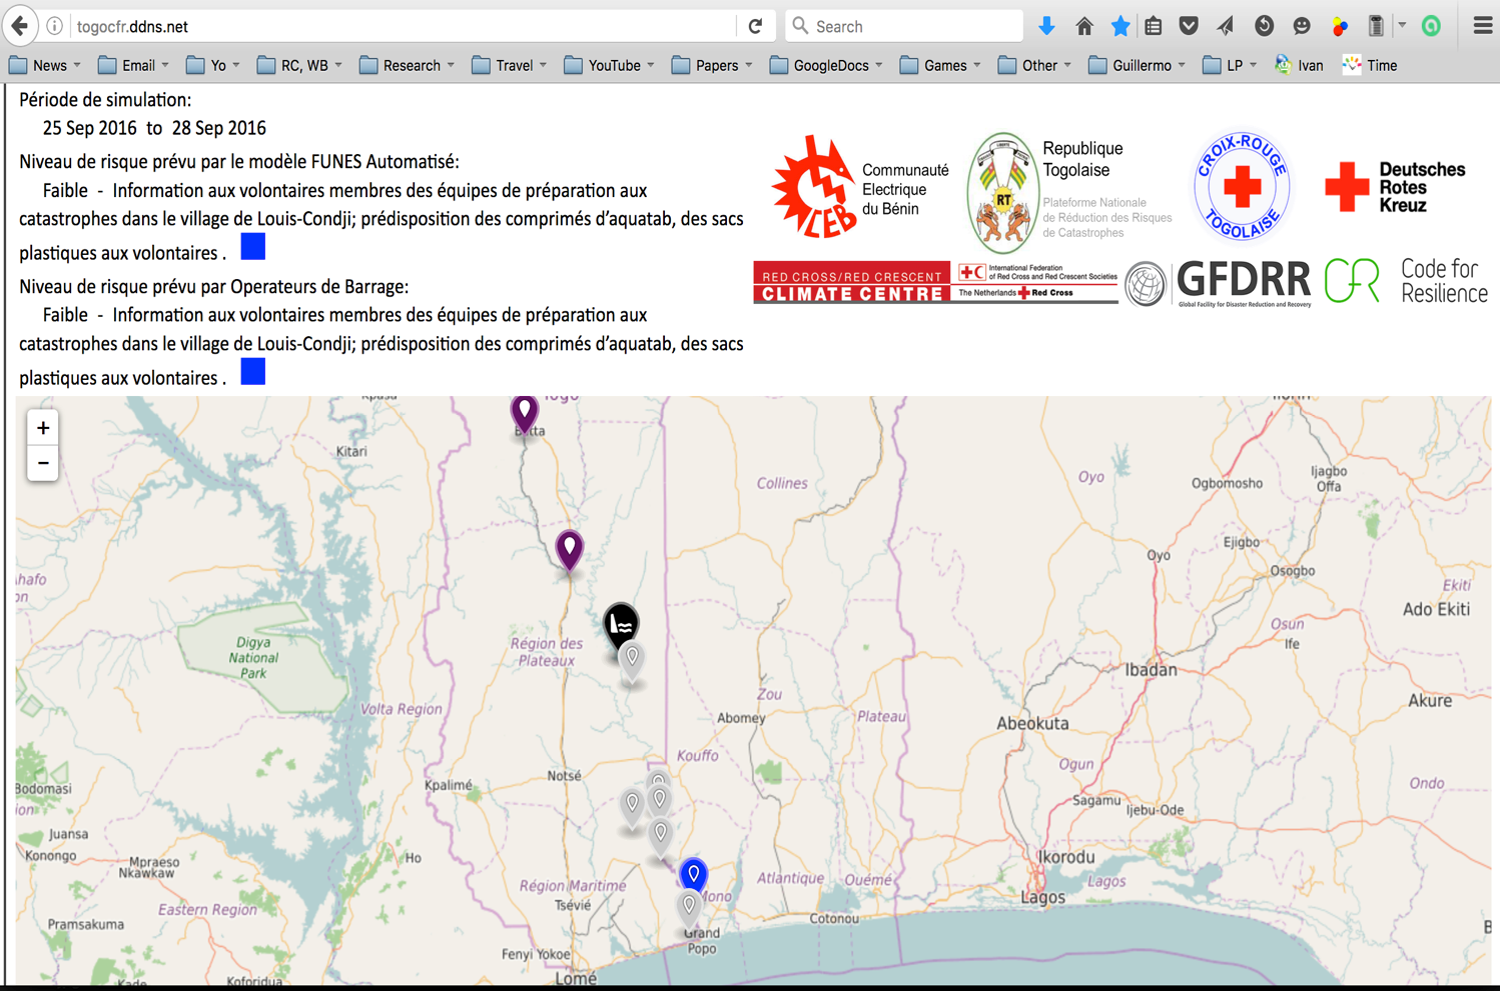 togocfr.ddns.net
Search
News
Email
Yo
RC, WB
Research
Travel
YouTube
Papers
GoogleDocs
Games
Other
Guillermo
LP
Ivan
Time
Période de simulation:
25 Sep 2016 to 28 Sep 2016
Niveau de risque prévu par le modèle FUNES Automatisé:
Faible - Information aux volontaires membres des équipes de préparation aux
catastrophes dans le village de Louis-Condji; prédisposition des comprimés d'aquatab, des sacs
plastiques aux volontaires .
Niveau de risque prévu par Operateurs de Barrage:
Faible - Information aux volontaires membres des équipes de préparation aux
catastrophes dans le village de Louis-Condji; prédisposition des comprimés d'aquatab, des sacs
plastiques aux volontaires .
CEB
Communauté
Electrique
du Bénin
RT
Republique
Togolaise
Plateforme Nationale
de Réduction des Risques
de Catastrophes
CROIX-ROUGE
TOGOLAISE
Deutsches
Rotes
Kreuz
RED CROSS/RED CRESCENT
CLIMATE CENTRE
International Federation
of Red Cross and Red Crescent Societies
The Netherlands Red Cross
GFDRR
Global Facility for Disaster Reduction and Recovery
CfR
Code for
Resilience
+
-
Togo
Kitari
Collines
Oyo
Ogbomosho
Ijagbo
Offa
Oyo
Ejigbo
Osogbo
Ekiti
Ado Ekiti
Osun
Ife
Digya
National
Park
Région des
Plateaux
Volta Region
Zou
Abomey
Plateau
Ibadan
Abeokuta
Akure
Kouffo
Notsé
Kpalimé
Ogun
Ondo
Sagamu
Ijebu-Ode
Bodomasi
Juansa
Konongo
Mpraeso
Nkawkaw
Ho
Ikorodu
Lagos
Lagos
Région Maritime
Tsévié
Mono
Atlantique
Ouémé
Cotonou
Eastern Region
Pramsakuma
Grand
Popo
Fenyi Yokoe
Lomé
Koforidua